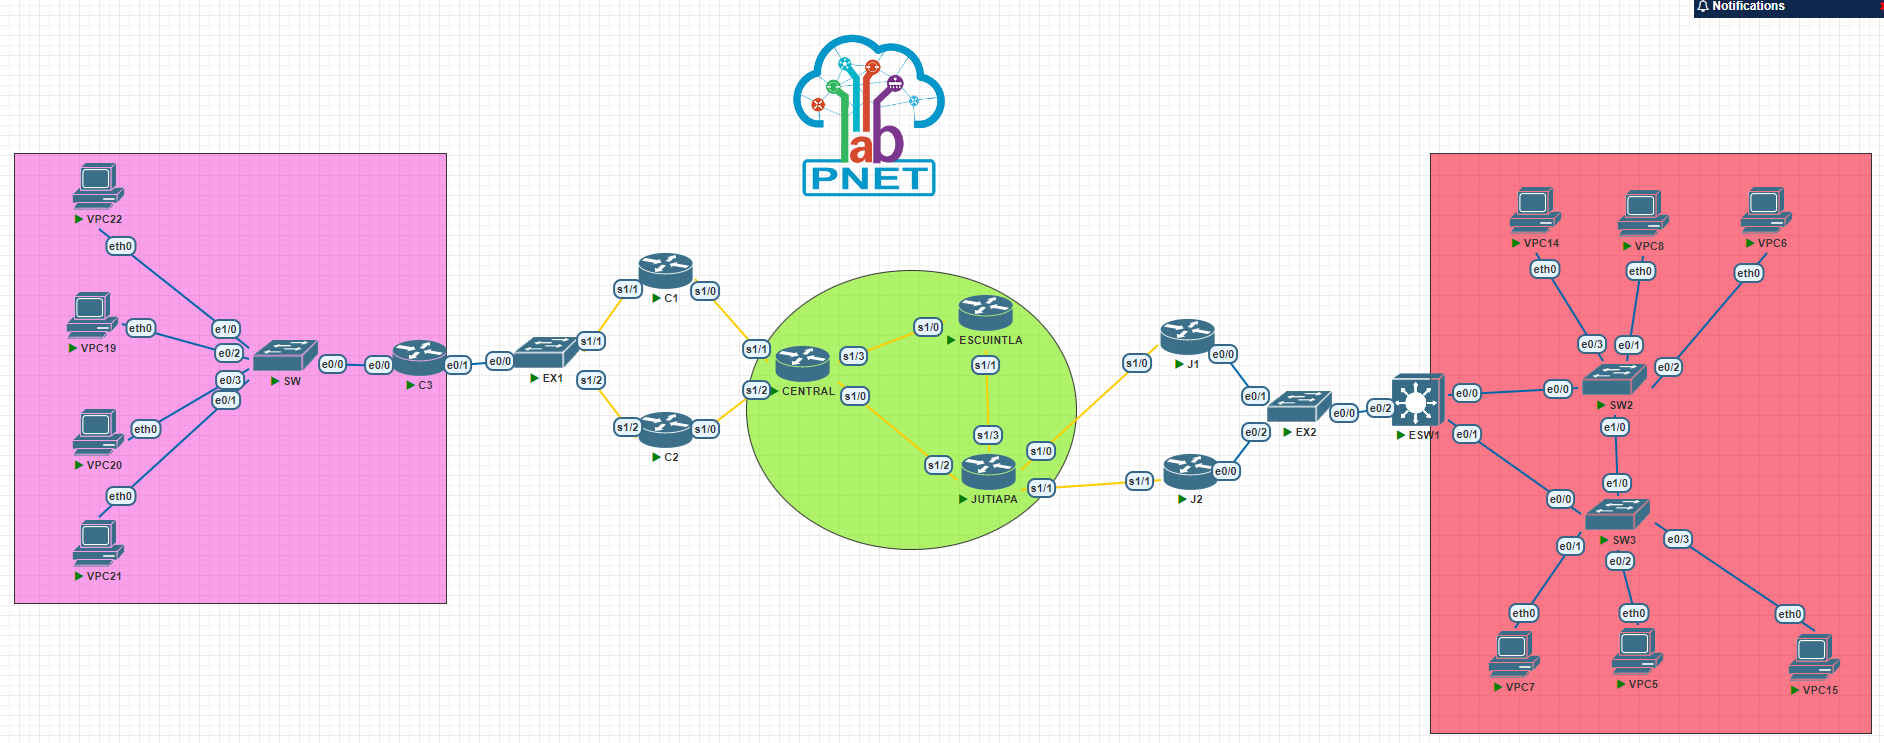 Notifications
ab
PNET
VPC22
eth0
VPC19
eth0
VPC20
eth0
VPC21
eth0
e1/0
e0/2
e0/3
e0/1
SW
e0/0
e0/0
C3
e0/1
e0/0
EX1
s1/1
s1/2
s1/1
C1
s1/0
s1/2
C2
s1/0
s1/1
s1/2
CENTRAL
s1/3
s1/0
s1/0
ESCUINTLA
s1/1
s1/3
s1/2
JUTIAPA
s1/0
s1/1
s1/0
J1
e0/0
s1/1
J2
e0/0
e0/1
e0/2
EX2
e0/0
e0/2
ESW1
e0/0
e0/1
VPC14
eth0
VPC8
eth0
VPC6
eth0
e0/3
e0/1
e0/2
e0/0
SW2
e1/0
e1/0
e0/0
SW3
e0/1
e0/2
e0/3
eth0
VPC7
eth0
VPC5
eth0
VPC15